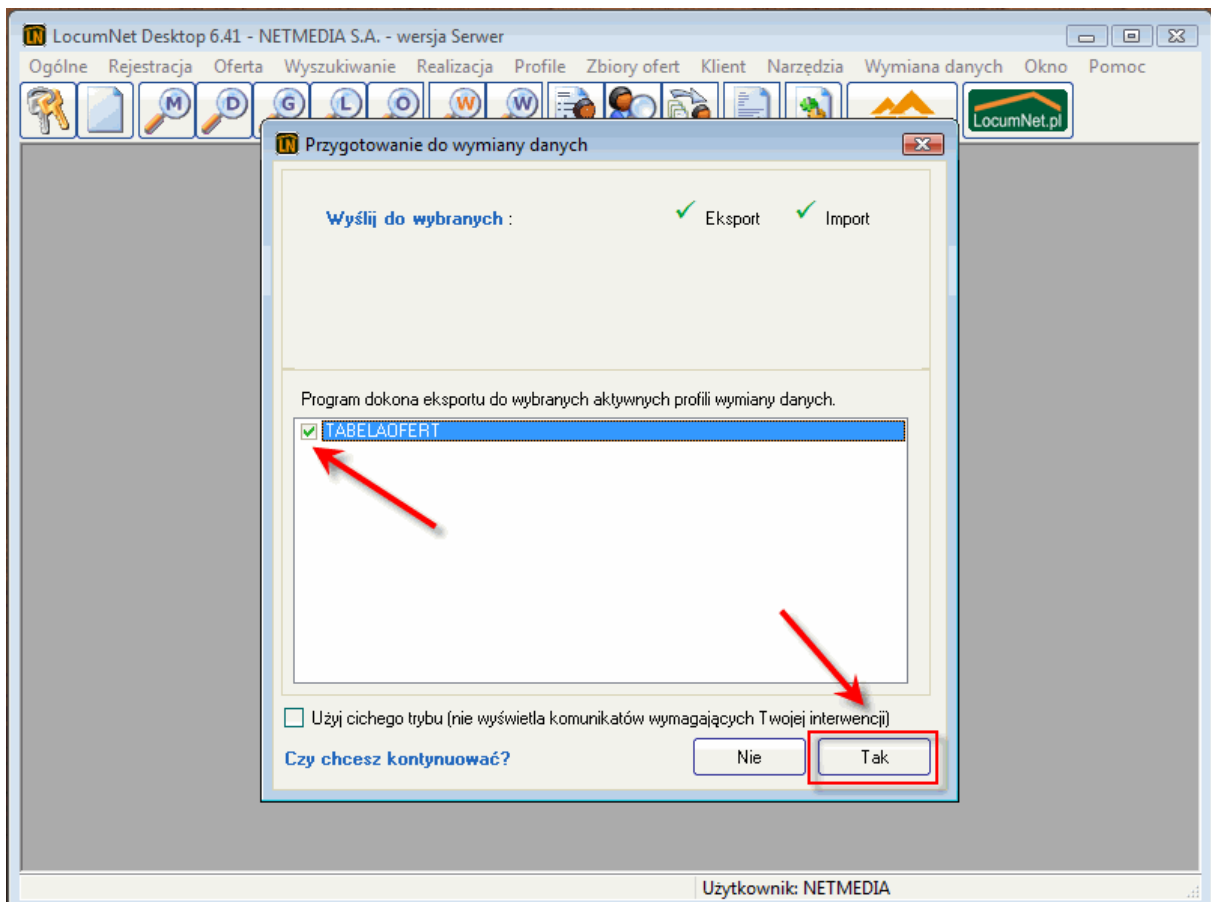 LocumNet Desktop 6.41 - NETMEDIA S.A. - wersja Serwer
Ogólne Rejestracja Oferta Wyszukiwanie Realizacja Profile Zbiory ofert Klient Narzędzia Wymiana danych Okno Pomoc
M D G L O W W LocumNet.pl
LN Przygotowanie do wymiany danych
Wyślij do wybranych : Eksport Import
Program dokona eksportu do wybranych aktywnych profili wymiany danych.
TABELAOFERT
Użyj cichego trybu (nie wyświetla komunikatów wymagających Twojej interwencji)
Czy chcesz kontynuować? Nie Tak
Użytkownik: NETMEDIA